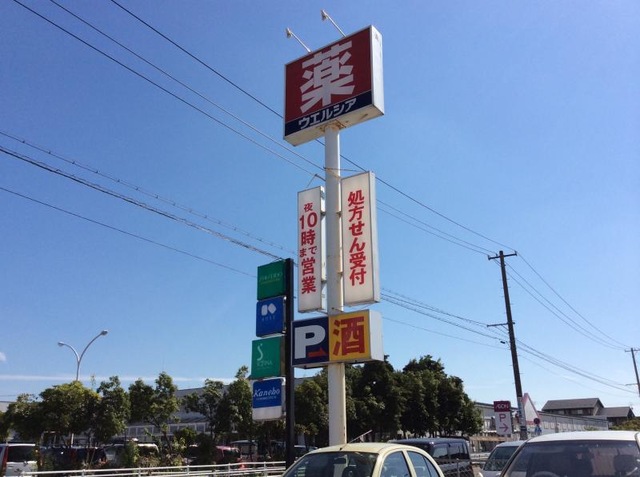 薬
ウエルシア
夜10時まで営業
処方せん受付
P
酒
Kanebo
P